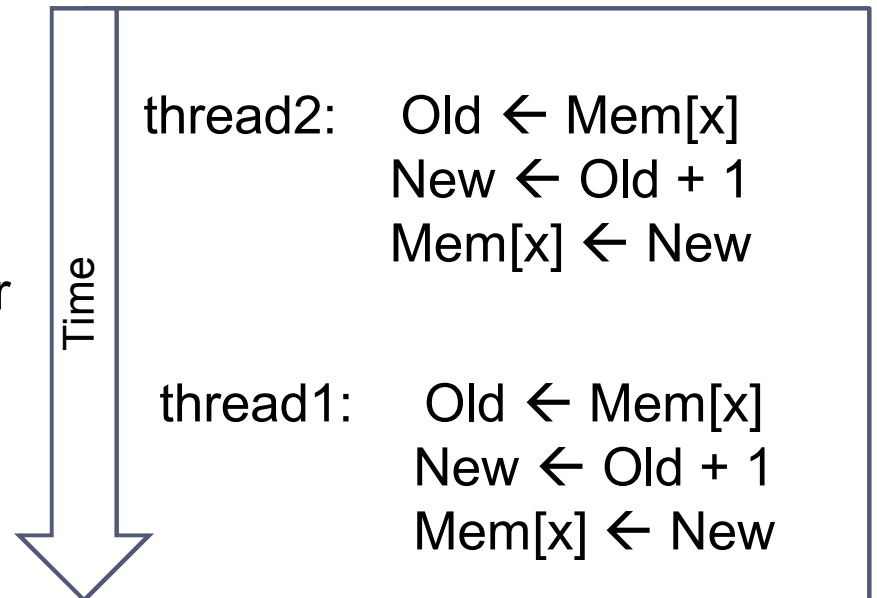 thread2: Old ← Mem[x]
New ← Old + 1
Mem[x] ← New
r
Time
thread1: Old ← Mem[x]
New ← Old + 1
Mem[x] ← New